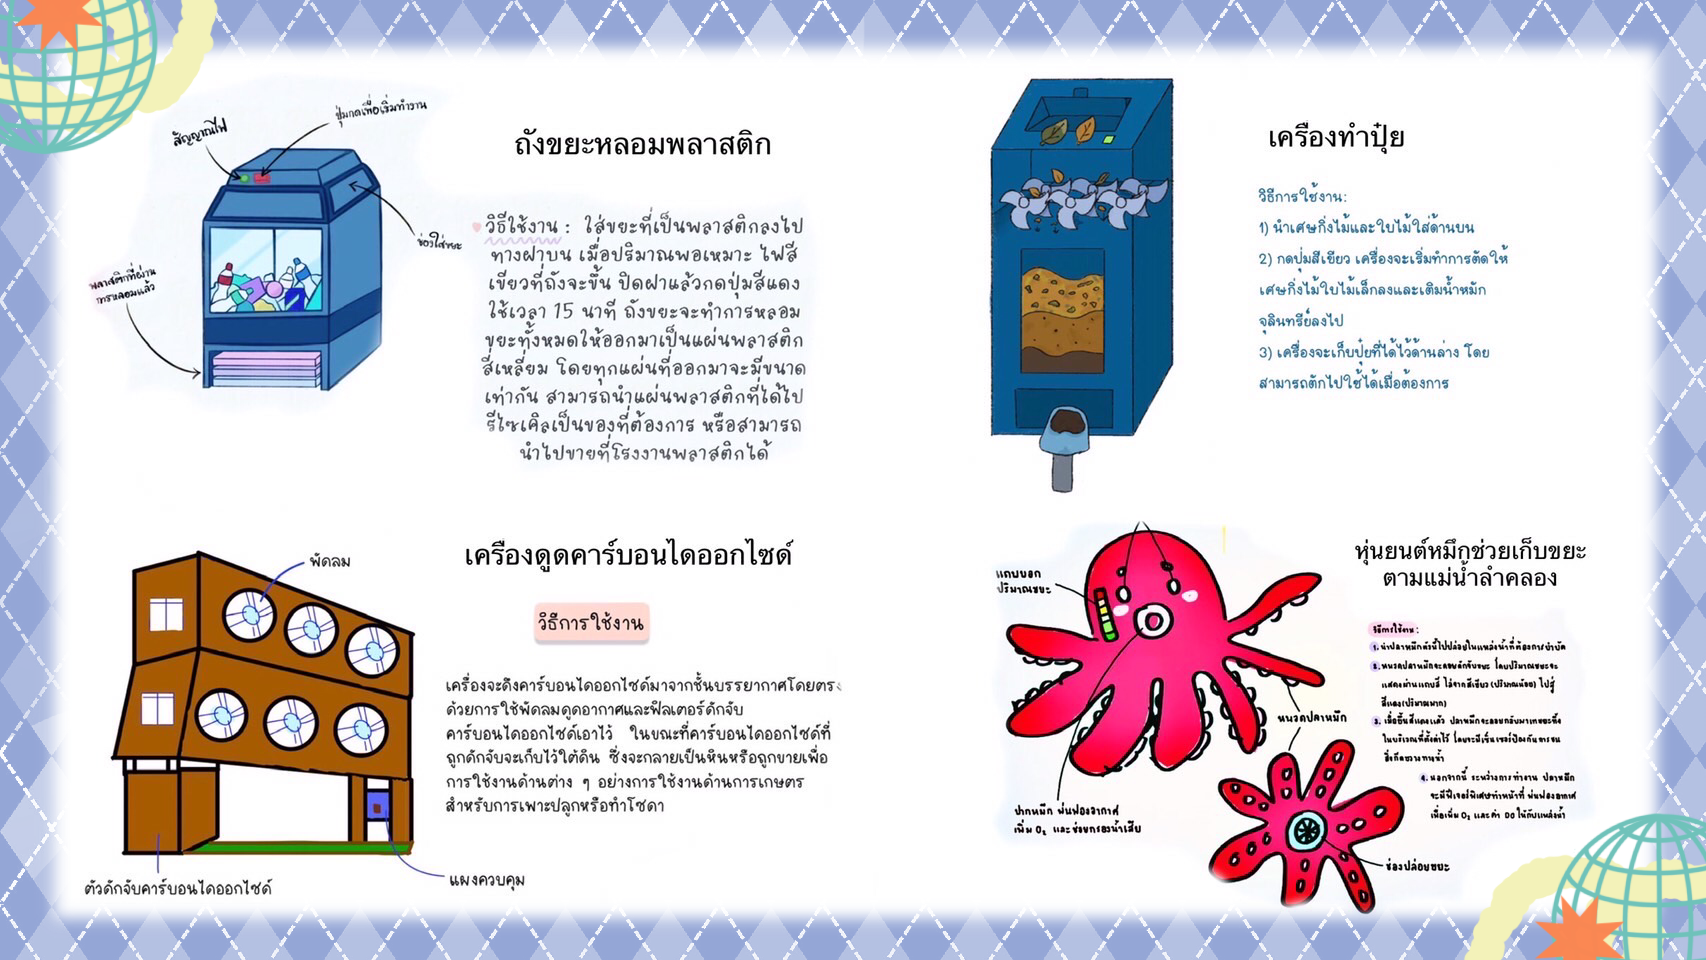 สัญญาณไฟ
ปุ่มกดเพื่อเริ่มทำงาน
ช่องใส่ขยะ
พลาสติกที่ผ่าน
การหลอมแล้ว
ถังขยะหลอมพลาสติก
วิธีใช้งาน : ใส่ขยะที่เป็นพลาสติกลงไป
ทางฝาบน เมื่อปริมาณพอเหมาะ ไฟสี
เขียวที่ถังจะขึ้น ปิดฝาแล้วกดปุ่มสีแดง
ใช้เวลา 15 นาที ถังขยะจะทำการหลอม
ขยะทั้งหมดให้ออกมาเป็นแผ่นพลาสติก
สี่เหลี่ยม โดยทุกแผ่นที่ออกมาจะมีขนาด
เท่ากัน สามารถนำแผ่นพลาสติกที่ได้ไป
รีไซเคิลเป็นของที่ต้องการ หรือสามารถ
นำไปขายที่โรงงานพลาสติกได้
เครื่องทำปุ๋ย
วิธีการใช้งาน:
1) นำเศษกิ่งไม้และใบไม้ใส่ด้านบน
2) กดปุ่มสีเขียว เครื่องจะเริ่มทำการตัดให้
เศษกิ่งไม้ใบไม้เล็กลงและเติมน้ำหมัก
จุลินทรีย์ลงไป
3) เครื่องจะเก็บปุ๋ยที่ได้ไว้ด้านล่าง โดย
สามารถตักไปใช้ได้เมื่อต้องการ
เครื่องดูดคาร์บอนไดออกไซด์
พัดลม
วิธีการใช้งาน
เครื่องจะดึงคาร์บอนไดออกไซด์มาจากชั้นบรรยากาศโดยตรง
ด้วยการใช้พัดลมดูดอากาศและฟิลเตอร์ดักจับ
คาร์บอนไดออกไซด์เอาไว้ ในขณะที่คาร์บอนไดออกไซด์ที่
ถูกดักจับจะเก็บไว้ใต้ดิน ซึ่งจะกลายเป็นหินหรือถูกขายเพื่อ
การใช้งานด้านต่าง ๆ อย่างการใช้งานด้านการเกษตร
สำหรับการเพาะปลูกหรือทำโซดา
แผงควบคุม
ตัวดักจับคาร์บอนไดออกไซด์
หุ่นยนต์หมึกช่วยเก็บขยะ
ตามแม่น้ำลำคลอง
แถบบอก
ปริมาณขยะ
หนวดปลาหมึก
ปากหมึก พ่นฟองอากาศ
เพิ่ม O₂ และช่วยกรองน้ำเสีย
ช่องปล่อยขยะ
วิธีการใช้งาน :
1. นำปลาหมึกตัวนี้ไปปล่อยในแหล่งน้ำที่ต้องการบำบัด
2. หนวดปลาหมึกจะคอยดักจับขยะ โดยปริมาณขยะจะ
แสดงผ่านแถบสี ไล่จากสีเขียว (ปริมาณน้อย) ไปสู่
สีแดง(ปริมาณมาก)
3. เมื่อขึ้นสีแดงแล้ว ปลาหมึกจะลอยกลับมาเทขยะทิ้ง
ในบริเวณที่ตั้งค่าไว้ โดยจะมีเซ็นเซอร์ป้องกันการชน
สิ่งกีดขวางทางน้ำ
4. นอกจากนี้ ระหว่างการทำงาน ปลาหมึก
จะมีฟีเจอร์พิเศษทำหน้าที่ พ่นฟองอากาศ
เพื่อเพิ่ม O₂ และค่า DO ให้กับแหล่งน้ำ